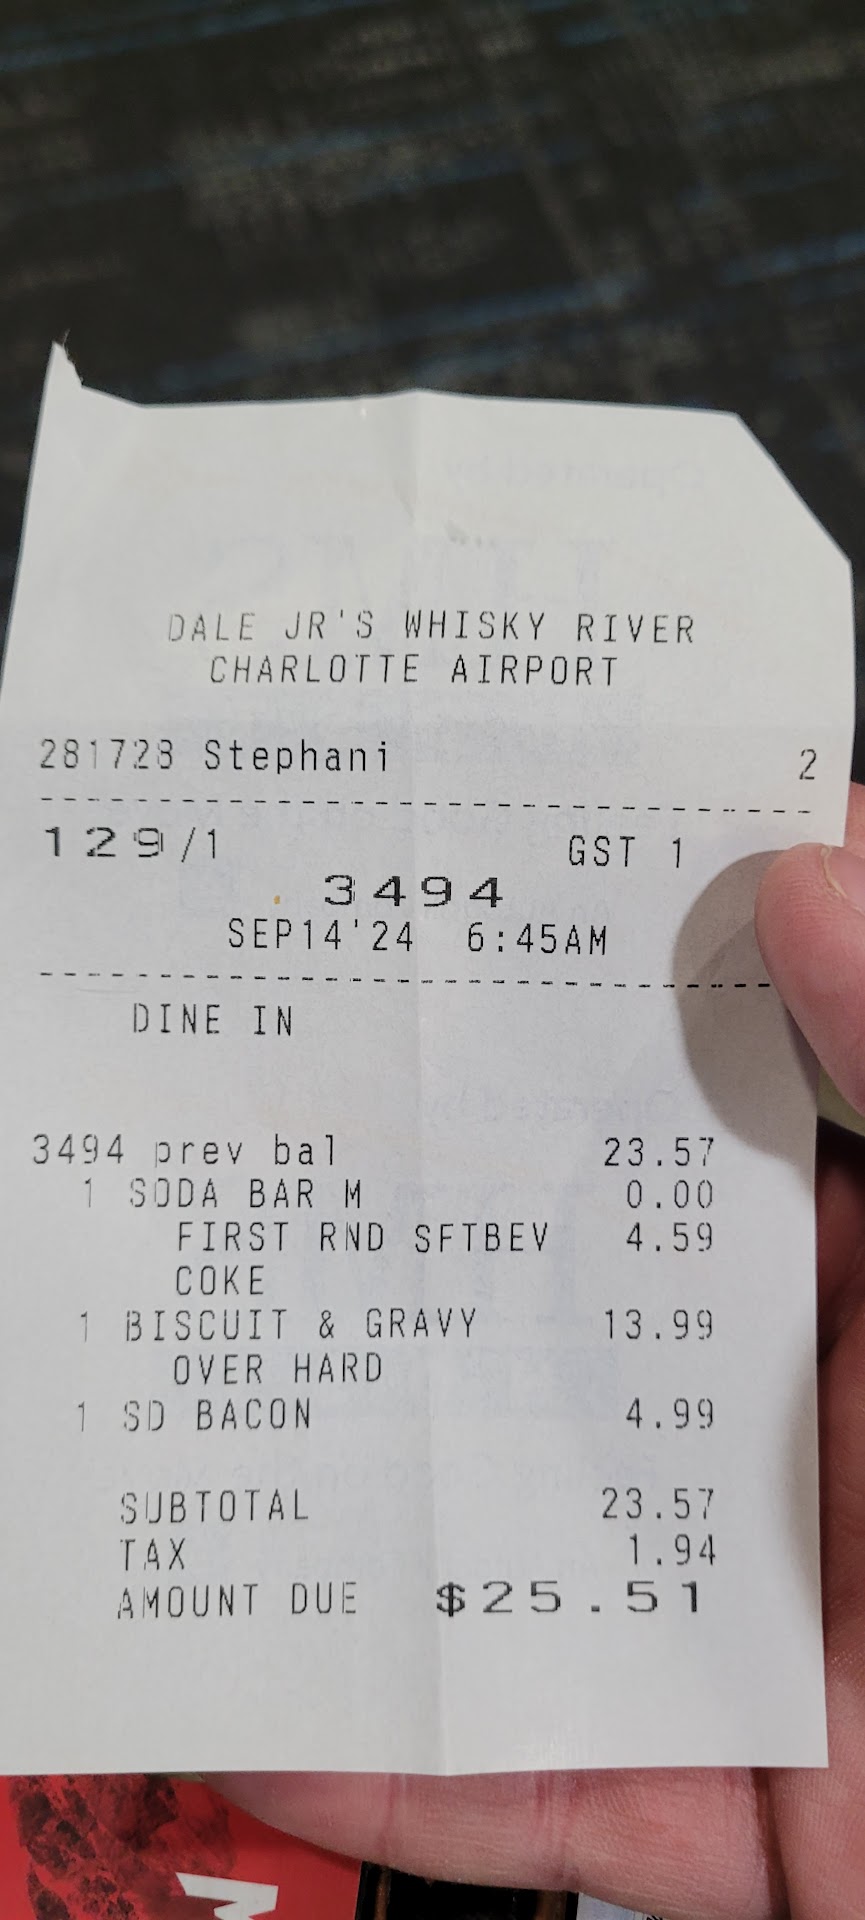 DALE JR'S WHISKY RIVER
CHARLOTTE AIRPORT
281728 Stephani 2
129/1 GST 1
3494
SEP14'24 6:45AM
DINE IN
3494 prev bal 23.57
1 SODA BAR M 0.00
FIRST RND SFTBEV 4.59
COKE
1 BISCUIT & GRAVY 13.99
OVER HARD
1 SD BACON 4.99
SUBTOTAL 23.57
TAX 1.94
AMOUNT DUE $25.51